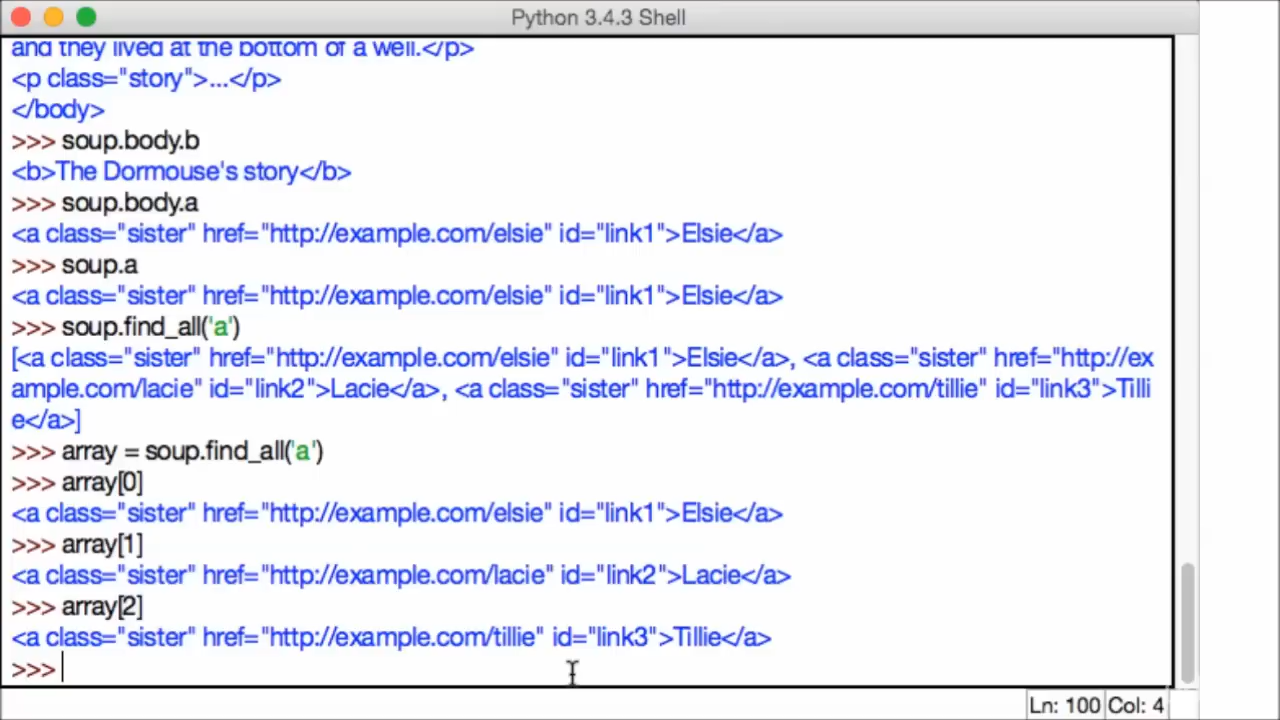 Python 3.4.3 Shell
and they lived at the bottom of a well.</p>
<p class="story">...</p>
</body>
>>> soup.body.b
<b>The Dormouse's story</b>
>>> soup.body.a
<a class="sister" href="http://example.com/elsie" id="link1">Elsie</a>
>>> soup.a
<a class="sister" href="http://example.com/elsie" id="link1">Elsie</a>
>>> soup.find_all('a')
[<a class="sister" href="http://example.com/elsie" id="link1">Elsie</a>, <a class="sister" href="http://ex
ample.com/lacie" id="link2">Lacie</a>, <a class="sister" href="http://example.com/tillie" id="link3">Tilli
e</a>]
>>> array = soup.find_all('a')
>>> array[0]
<a class="sister" href="http://example.com/elsie" id="link1">Elsie</a>
>>> array[1]
<a class="sister" href="http://example.com/lacie" id="link2">Lacie</a>
>>> array[2]
<a class="sister" href="http://example.com/tillie" id="link3">Tillie</a>
>>>
Ln: 100 Col: 4